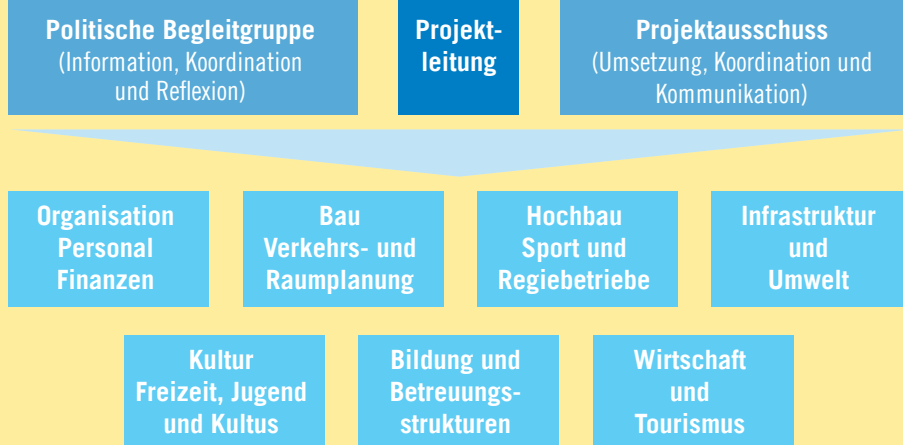 Politische Begleitgruppe
(Information, Koordination
und Reflexion)
Projekt-
leitung
Projektausschuss
(Umsetzung, Koordination und
Kommunikation)
Organisation
Personal
Finanzen
Bau
Verkehrs- und
Raumplanung
Hochbau
Sport und
Regiebetriebe
Infrastruktur
und
Umwelt
Kultur
Freizeit, Jugend
und Kultus
Bildung und
Betreuungs-
strukturen
Wirtschaft
und
Tourismus